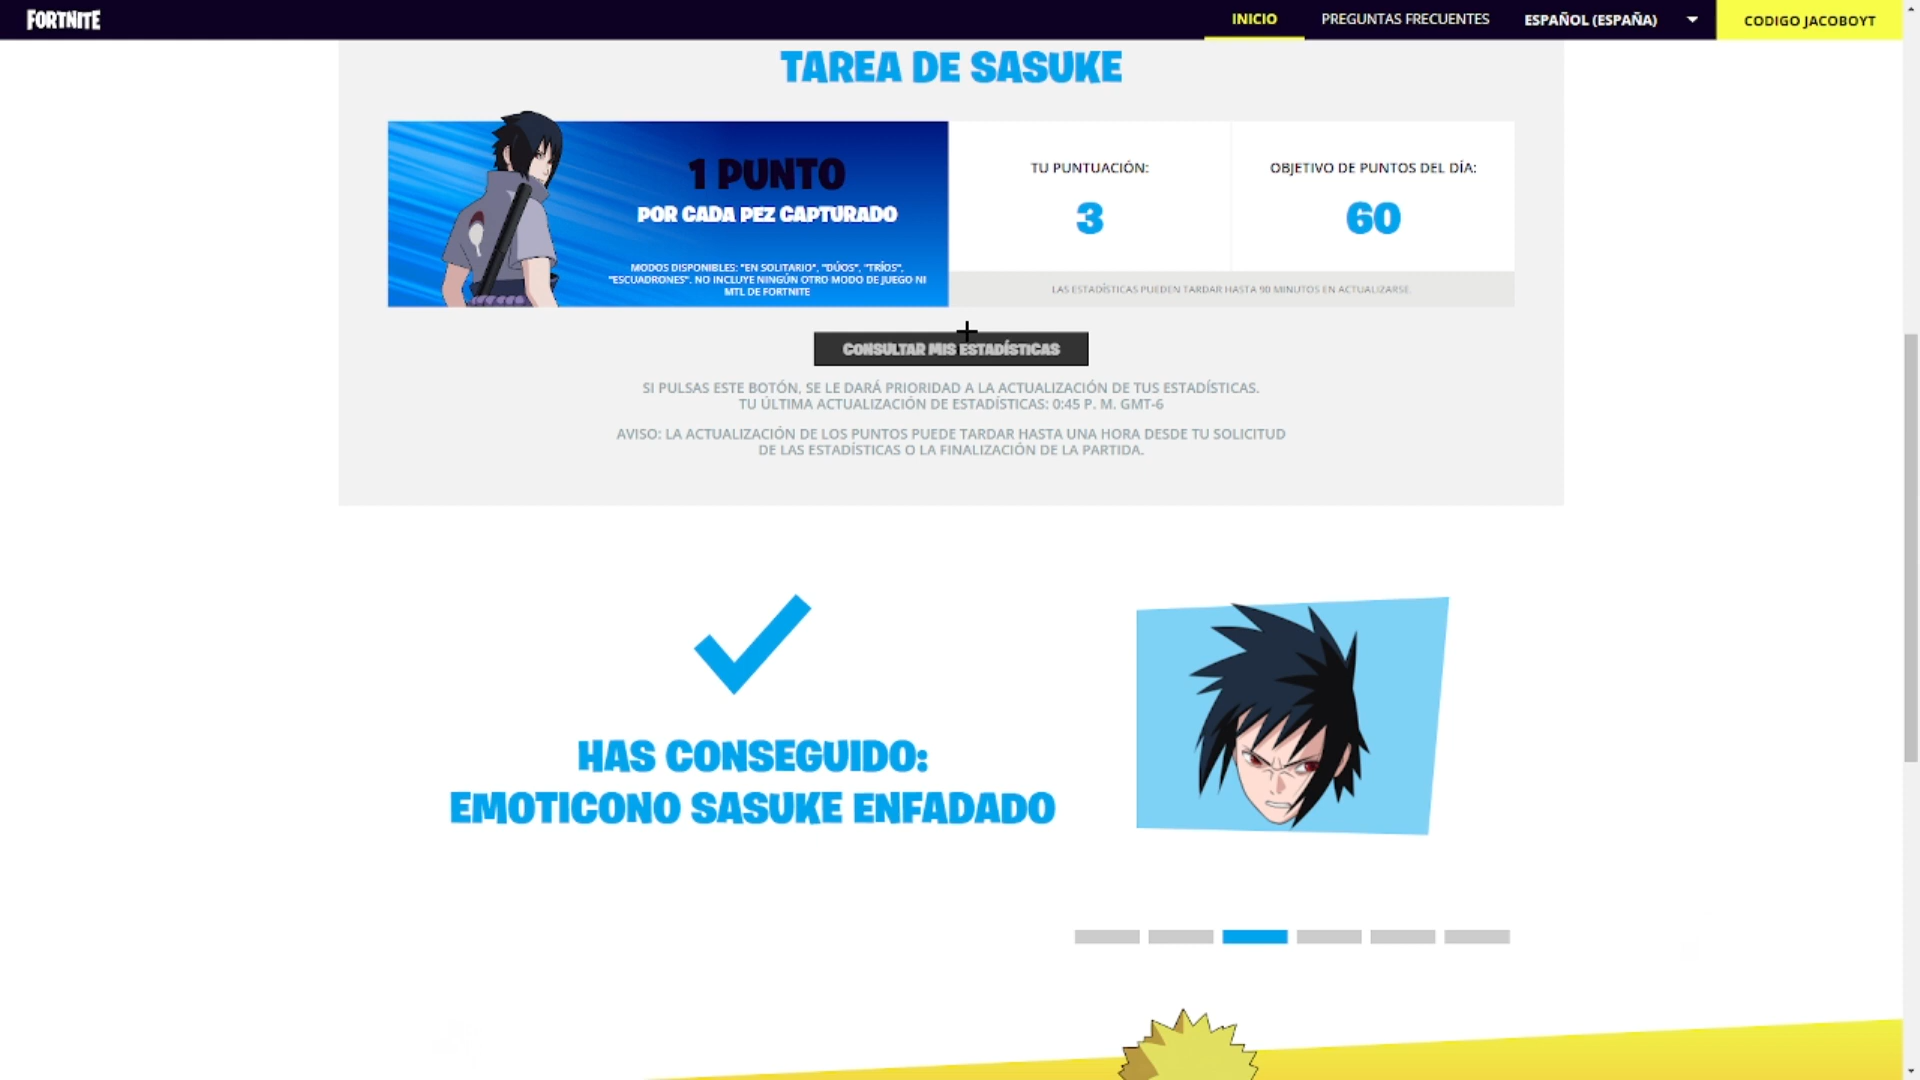 FORTNITE
INICIO
PREGUNTAS FRECUENTES
ESPAÑOL (ESPAÑA)
CODIGO JACOBOYT
TAREA DE SASUKE
1 PUNTO
POR CADA PEZ CAPTURADO
MODOS DISPONIBLES: "EN SOLITARIO", "DÚOS", "TRÍOS",
"ESCUADRONES". NO INCLUYE NINGÚN OTRO MODO DE JUEGO NI
MTL DE FORTNITE
TU PUNTUACIÓN:
3
OBJETIVO DE PUNTOS DEL DÍA:
60
LAS ESTADÍSTICAS PUEDEN TARDAR HASTA 90 MINUTOS EN ACTUALIZARSE.
CONSULTAR MIS ESTADÍSTICAS
SI PULSAS ESTE BOTÓN, SE LE DARÁ PRIORIDAD A LA ACTUALIZACIÓN DE TUS ESTADÍSTICAS.
TU ÚLTIMA ACTUALIZACIÓN DE ESTADÍSTICAS: 0:45 P. M. GMT-6
AVISO: LA ACTUALIZACIÓN DE LOS PUNTOS PUEDE TARDAR HASTA UNA HORA DESDE TU SOLICITUD
DE LAS ESTADÍSTICAS O LA FINALIZACIÓN DE LA PARTIDA.
HAS CONSEGUIDO:
EMOTICONO SASUKE ENFADADO